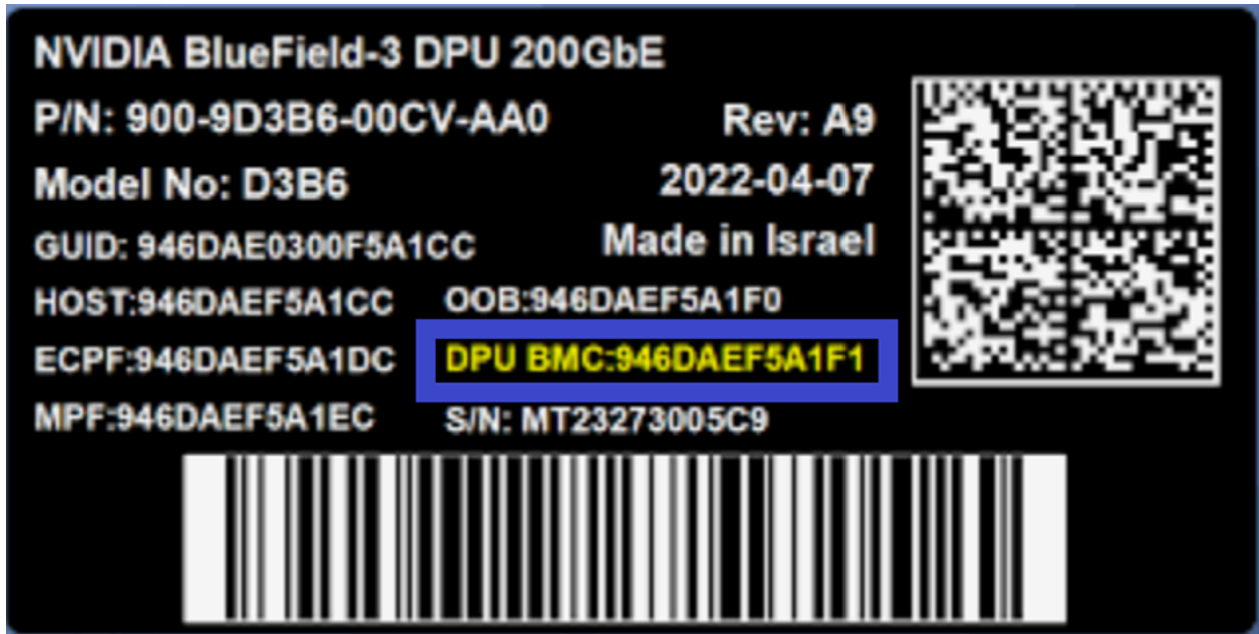 NVIDIA BlueField-3 DPU 200GbE
P/N: 900-9D3B6-00CV-AA0 Rev: A9
Model No: D3B6 2022-04-07
GUID: 946DAE0300F5A1CC Made in Israel
HOST:946DAEF5A1CC OOB:946DAEF5A1F0
ECPF:946DAEF5A1DC DPU BMC:946DAEF5A1F1
MPF:946DAEF5A1EC S/N: MT23273005C9